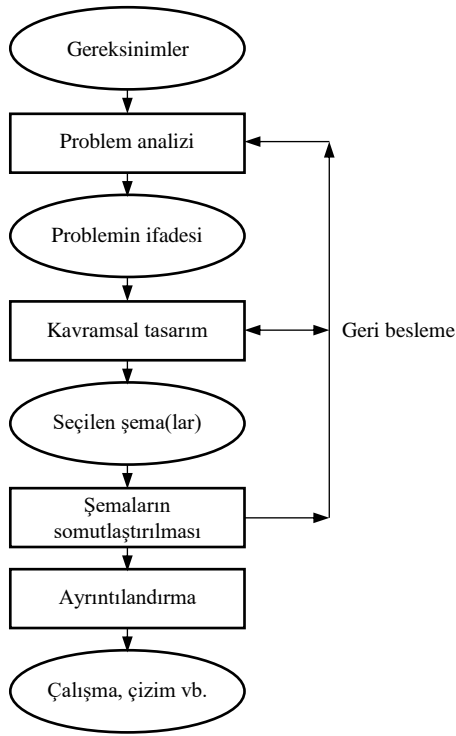 Gereksinimler
Problem analizi
Problemin ifadesi
Kavramsal tasarım
Geri besleme
Seçilen şema(lar)
Şemaların
somutlaştırılması
Ayrıntılandırma
Çalışma, çizim vb.